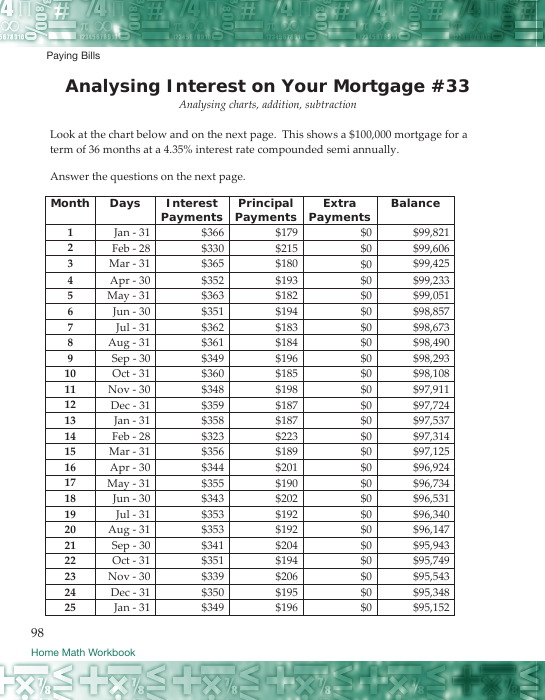 Paying Bills
Analysing Interest on Your Mortgage #33
Analysing charts, addition, subtraction
Look at the chart below and on the next page. This shows a $100,000 mortgage for a
term of 36 months at a 4.35% interest rate compounded semi annually.
Answer the questions on the next page.
Month Days Interest Payments Principal Payments Extra Payments Balance
1 Jan - 31 $366 $179 $0 $99,821
2 Feb - 28 $330 $215 $0 $99,606
3 Mar - 31 $365 $180 $0 $99,425
4 Apr - 30 $352 $193 $0 $99,233
5 May - 31 $363 $182 $0 $99,051
6 Jun - 30 $351 $194 $0 $98,857
7 Jul - 31 $362 $183 $0 $98,673
8 Aug - 31 $361 $184 $0 $98,490
9 Sep - 30 $349 $196 $0 $98,293
10 Oct - 31 $360 $185 $0 $98,108
11 Nov - 30 $348 $198 $0 $97,911
12 Dec - 31 $359 $187 $0 $97,724
13 Jan - 31 $358 $187 $0 $97,537
14 Feb - 28 $323 $223 $0 $97,314
15 Mar - 31 $356 $189 $0 $97,125
16 Apr - 30 $344 $201 $0 $96,924
17 May - 31 $355 $190 $0 $96,734
18 Jun - 30 $343 $202 $0 $96,531
19 Jul - 31 $353 $192 $0 $96,340
20 Aug - 31 $353 $192 $0 $96,147
21 Sep - 30 $341 $204 $0 $95,943
22 Oct - 31 $351 $194 $0 $95,749
23 Nov - 30 $339 $206 $0 $95,543
24 Dec - 31 $350 $195 $0 $95,348
25 Jan - 31 $349 $196 $0 $95,152
98
Home Math Workbook